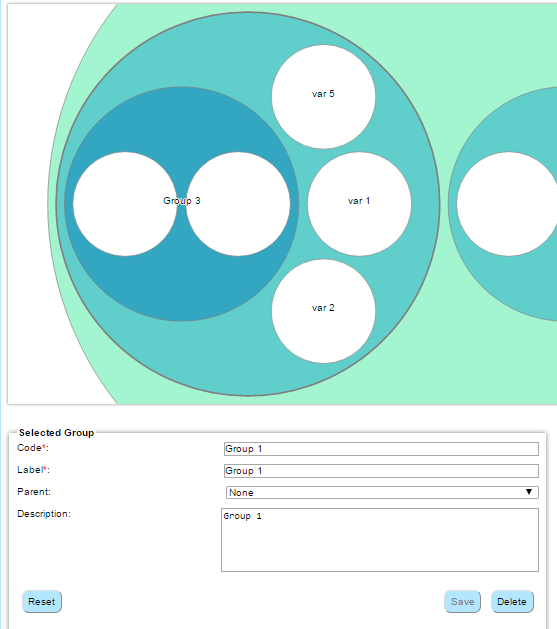 var 5
Group 3
var 1
var 2
Selected Group
Code*:
Group 1
Label*:
Group 1
Parent:
None
Description:
Group 1
Reset
Save
Delete